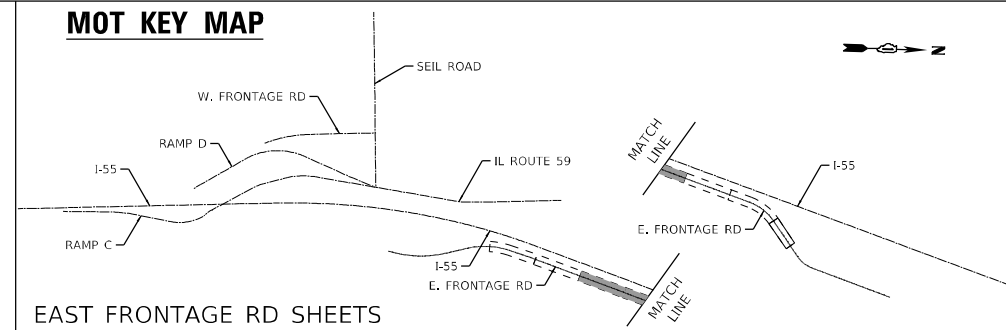 MOT KEY MAP
N
SEIL ROAD
W. FRONTAGE RD
RAMP D
I-55
IL ROUTE 59
RAMP C
I-55
E. FRONTAGE RD
MATCH
LINE
MATCH
LINE
I-55
E. FRONTAGE RD
EAST FRONTAGE RD SHEETS